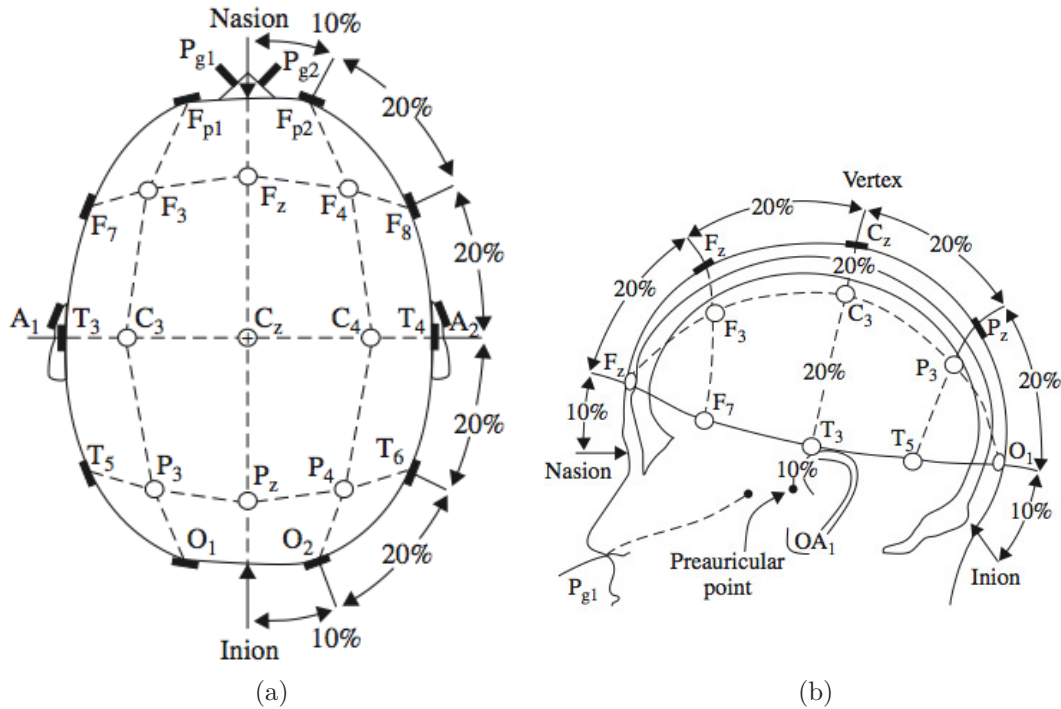 Nasion
10%
Pg1
Pg2
20%
Fp1
Fp2
F7
F3
Fz
F4
F8
20%
A1
T3
C3
Cz
C4
T4
A2
20%
T5
P3
Pz
P4
T6
O1
O2
20%
10%
Inion
(a)
Vertex
20%
Fz
Cz
20%
20%
20%
F3
C3
Pz
Fz
20%
P3
20%
10%
F7
T3
T5
O1
Nasion
10%
10%
OA1
Preauricular
point
Inion
Pg1
(b)